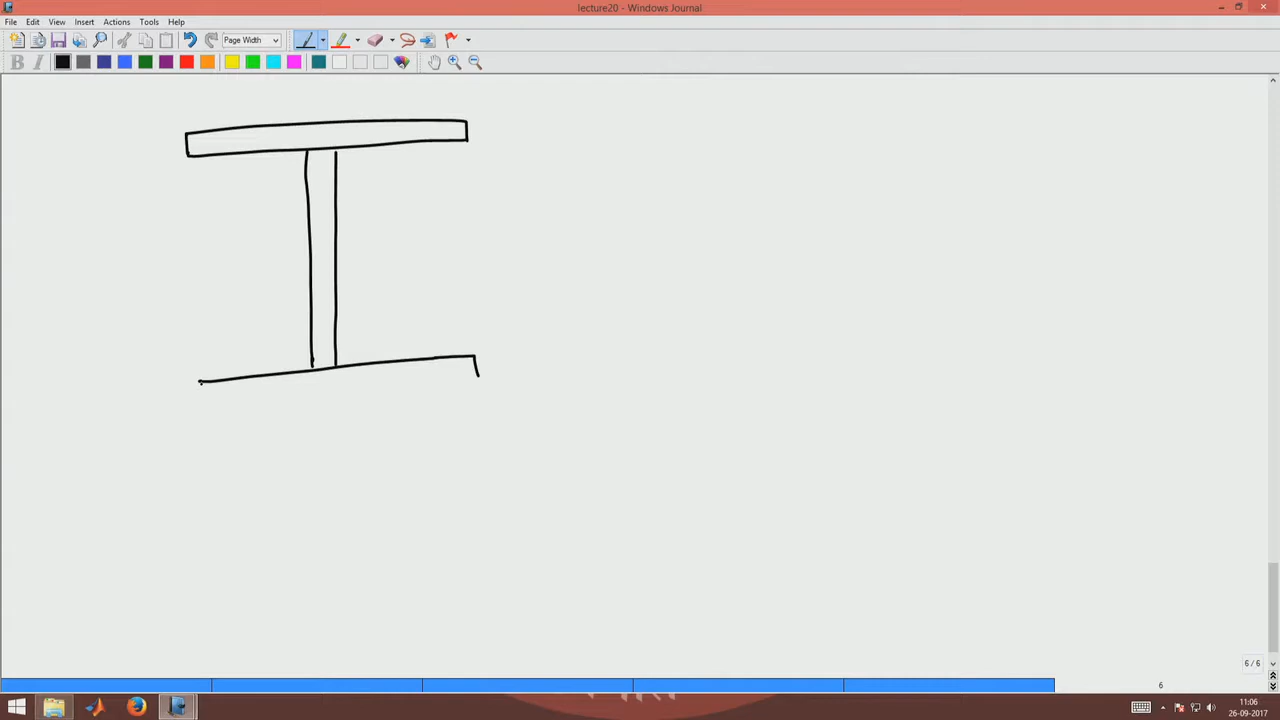 lecture20 - Windows Journal
File Edit View Insert Actions Tools Help
Page Width
B I
6 / 6
6
11:06
26-09-2017